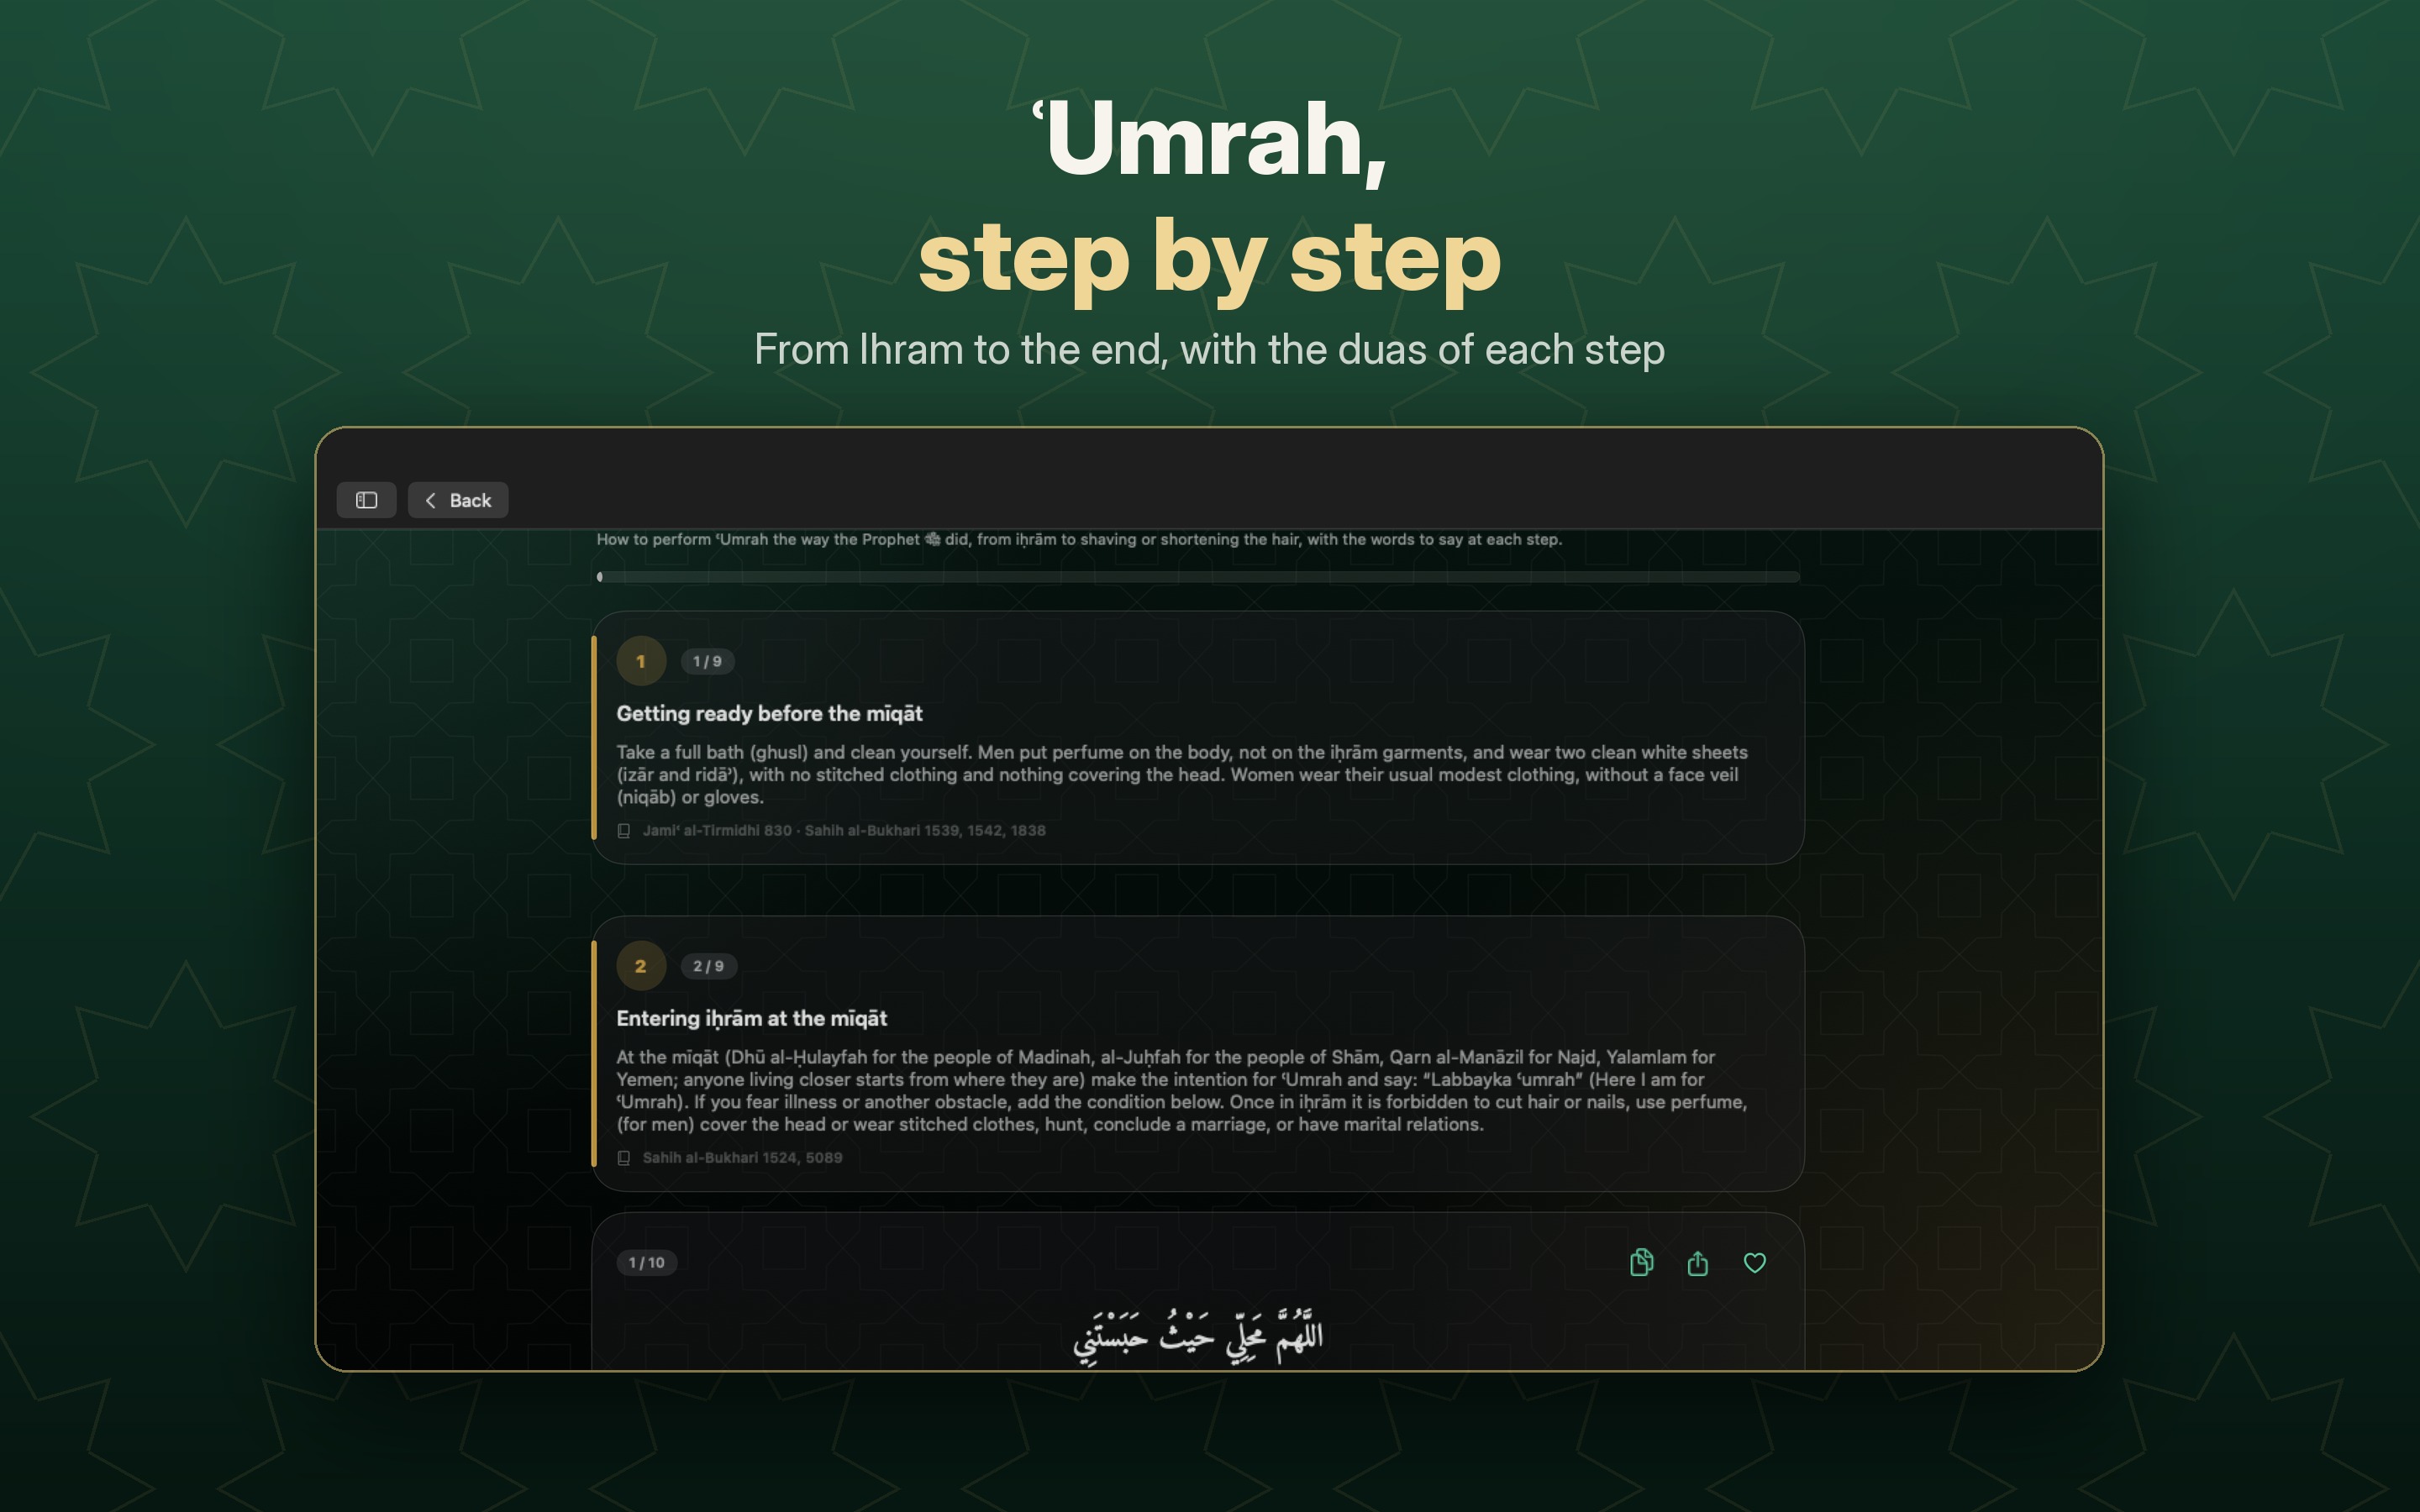 ʿUmrah,
step by step
From Ihram to the end, with the duas of each step
Back
How to perform ʿUmrah the way the Prophet ﷺ did, from iḥrām to shaving or shortening the hair, with the words to say at each step.
1
1 / 9
Getting ready before the mīqāt
Take a full bath (ghusl) and clean yourself. Men put perfume on the body, not on the iḥrām garments, and wear two clean white sheets
(izār and ridāʾ), with no stitched clothing and nothing covering the head. Women wear their usual modest clothing, without a face veil
(niqāb) or gloves.
Jamiʿ al-Tirmidhi 830 · Sahih al-Bukhari 1539, 1542, 1838
2
2 / 9
Entering iḥrām at the mīqāt
At the mīqāt (Dhū al-Ḥulayfah for the people of Madinah, al-Juḥfah for the people of Shām, Qarn al-Manāzil for Najd, Yalamlam for
Yemen; anyone living closer starts from where they are) make the intention for ʿUmrah and say: “Labbayka ʿumrah” (Here I am for
ʿUmrah). If you fear illness or another obstacle, add the condition below. Once in iḥrām it is forbidden to cut hair or nails, use perfume,
(for men) cover the head or wear stitched clothes, hunt, conclude a marriage, or have marital relations.
Sahih al-Bukhari 1524, 5089
1 / 10
اللَّهُمَّ مَحِلِّي حَيْثُ حَبَسْتَنِي